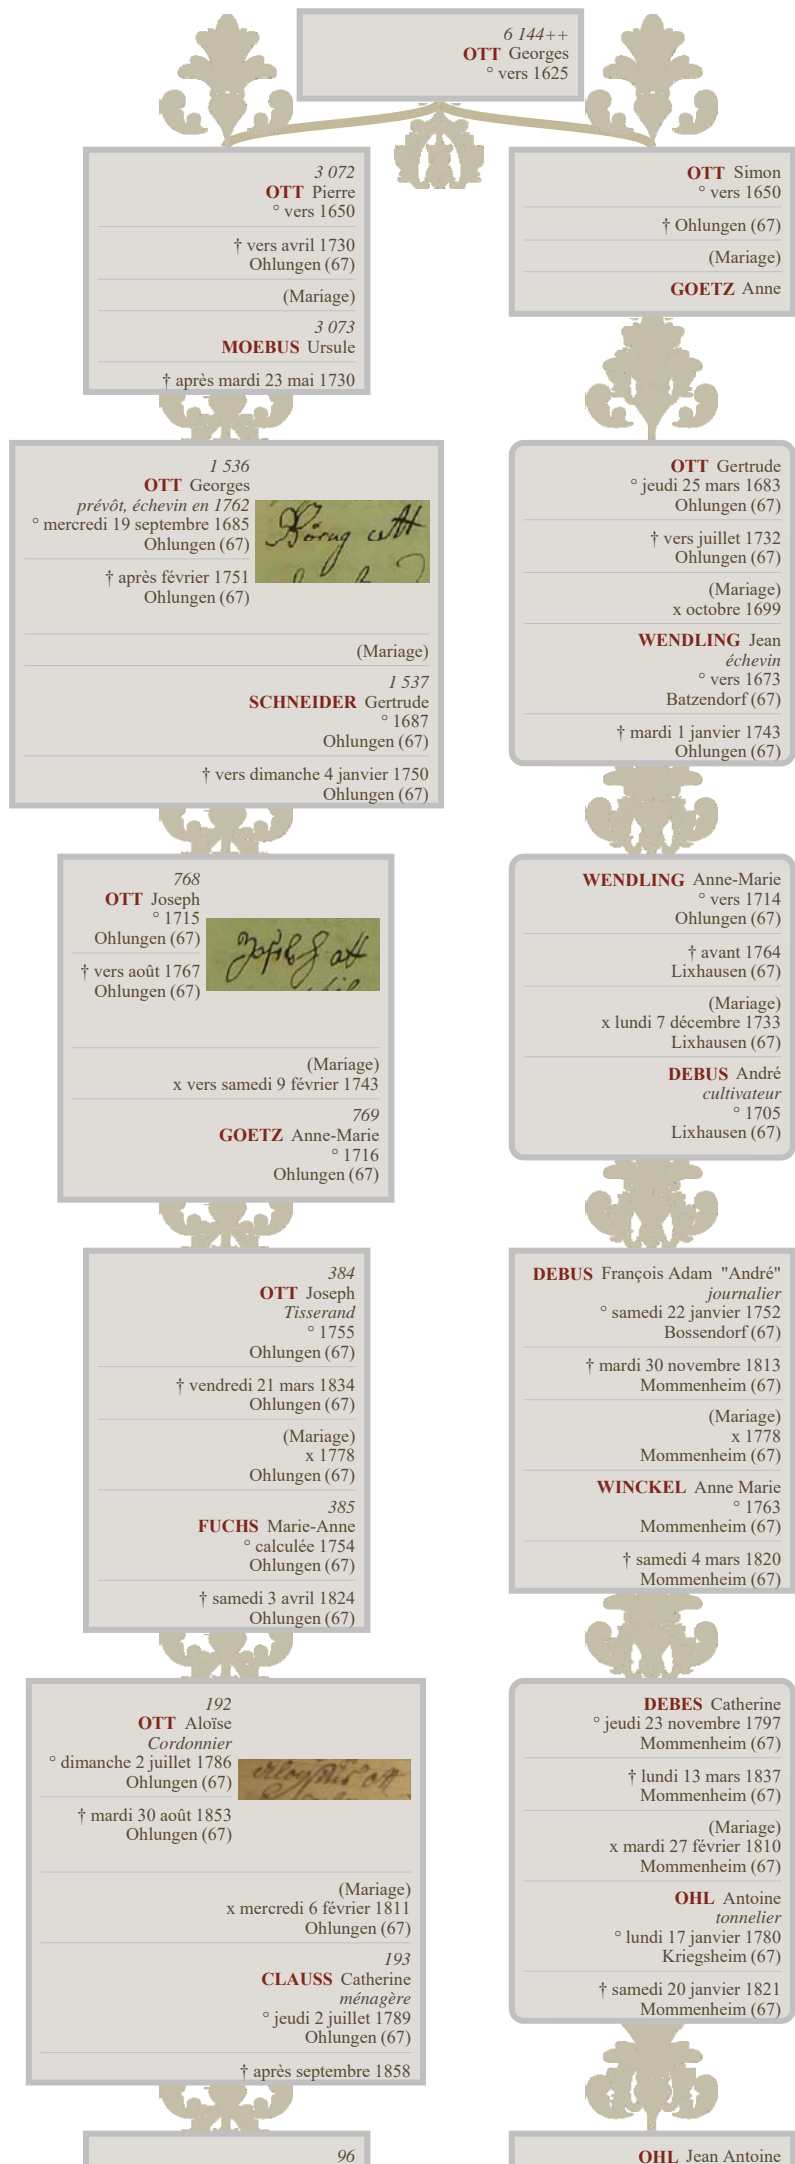 6 144++
OTT Georges
° vers 1625
3 072
OTT Pierre
° vers 1650
† vers avril 1730
Ohlungen (67)
(Mariage)
3 073
MOEBUS Ursule
† après mardi 23 mai 1730
OTT Simon
° vers 1650
† Ohlungen (67)
(Mariage)
GOETZ Anne
1 536
OTT Georges
prévôt, échevin en 1762
° mercredi 19 septembre 1685
Ohlungen (67)
† après février 1751
Ohlungen (67)
(Mariage)
1 537
SCHNEIDER Gertrude
° 1687
Ohlungen (67)
† vers dimanche 4 janvier 1750
Ohlungen (67)
OTT Gertrude
° jeudi 25 mars 1683
Ohlungen (67)
† vers juillet 1732
Ohlungen (67)
(Mariage)
x octobre 1699
WENDLING Jean
échevin
° vers 1673
Batzendorf (67)
† mardi 1 janvier 1743
Ohlungen (67)
768
OTT Joseph
° 1715
Ohlungen (67)
† vers août 1767
Ohlungen (67)
Joseph ott
(Mariage)
x vers samedi 9 février 1743
769
GOETZ Anne-Marie
° 1716
Ohlungen (67)
WENDLING Anne-Marie
° vers 1714
Ohlungen (67)
† avant 1764
Lixhausen (67)
(Mariage)
x lundi 7 décembre 1733
Lixhausen (67)
DEBUS André
cultivateur
° 1705
Lixhausen (67)
384
OTT Joseph
Tisserand
° 1755
Ohlungen (67)
† vendredi 21 mars 1834
Ohlungen (67)
(Mariage)
x 1778
Ohlungen (67)
385
FUCHS Marie-Anne
° calculée 1754
Ohlungen (67)
† samedi 3 avril 1824
Ohlungen (67)
DEBUS François Adam "André"
journalier
° samedi 22 janvier 1752
Bossendorf (67)
† mardi 30 novembre 1813
Mommenheim (67)
(Mariage)
x 1778
Mommenheim (67)
WINCKEL Anne Marie
° 1763
Mommenheim (67)
† samedi 4 mars 1820
Mommenheim (67)
192
OTT Aloïse
Cordonnier
° dimanche 2 juillet 1786
Ohlungen (67)
† mardi 30 août 1853
Ohlungen (67)
Aloysius ott
(Mariage)
x mercredi 6 février 1811
Ohlungen (67)
193
CLAUSS Catherine
ménagère
° jeudi 2 juillet 1789
Ohlungen (67)
† après septembre 1858
DEBES Catherine
° jeudi 23 novembre 1797
Mommenheim (67)
† lundi 13 mars 1837
Mommenheim (67)
(Mariage)
x mardi 27 février 1810
Mommenheim (67)
OHL Antoine
tonnelier
° lundi 17 janvier 1780
Kriegsheim (67)
† samedi 20 janvier 1821
Mommenheim (67)
96
OHL Jean Antoine